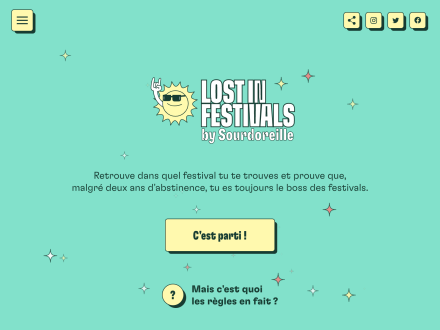 LOST IN
FESTIVALS
by Sourdoreille
Retrouve dans quel festival tu te trouves et prouve que,
malgré deux ans d'abstinence, tu es toujours le boss des festivals.
C'est parti !
?
Mais c'est quoi
les règles en fait ?